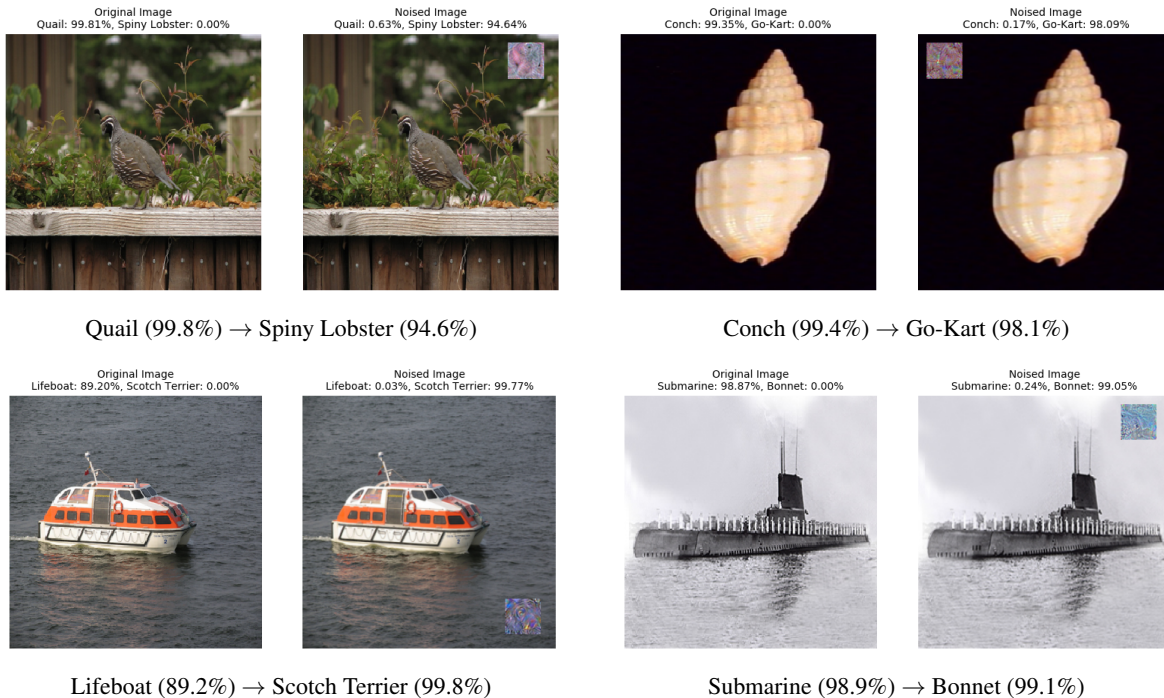 Original Image
Quail: 99.81%, Spiny Lobster: 0.00%
Noised Image
Quail: 0.63%, Spiny Lobster: 94.64%
Original Image
Conch: 99.35%, Go-Kart: 0.00%
Noised Image
Conch: 0.17%, Go-Kart: 98.09%
Quail (99.8%) → Spiny Lobster (94.6%)
Conch (99.4%) → Go-Kart (98.1%)
Original Image
Lifeboat: 89.20%, Scotch Terrier: 0.00%
Noised Image
Lifeboat: 0.03%, Scotch Terrier: 99.77%
Original Image
Submarine: 98.87%, Bonnet: 0.00%
Noised Image
Submarine: 0.24%, Bonnet: 99.05%
Lifeboat (89.2%) → Scotch Terrier (99.8%)
Submarine (98.9%) → Bonnet (99.1%)